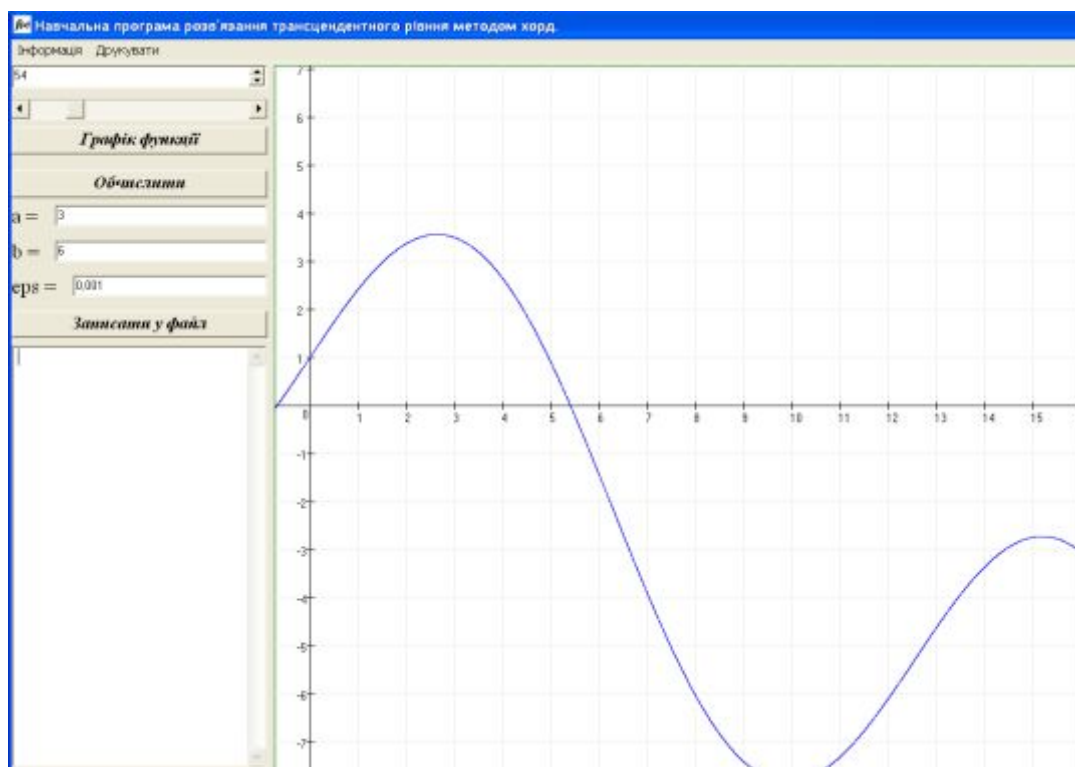 Навчальна програма розв'язання трансцендентного рівння методом хорд.
Інформація Друкувати
54
Графік функції
Обчислити
a = 3
b = 6
eps = 0,001
Записати у файл
7
6
5
4
3
2
1
0 1 2 3 4 5 6 7 8 9 10 11 12 13 14 15
-1
-2
-3
-4
-5
-6
-7